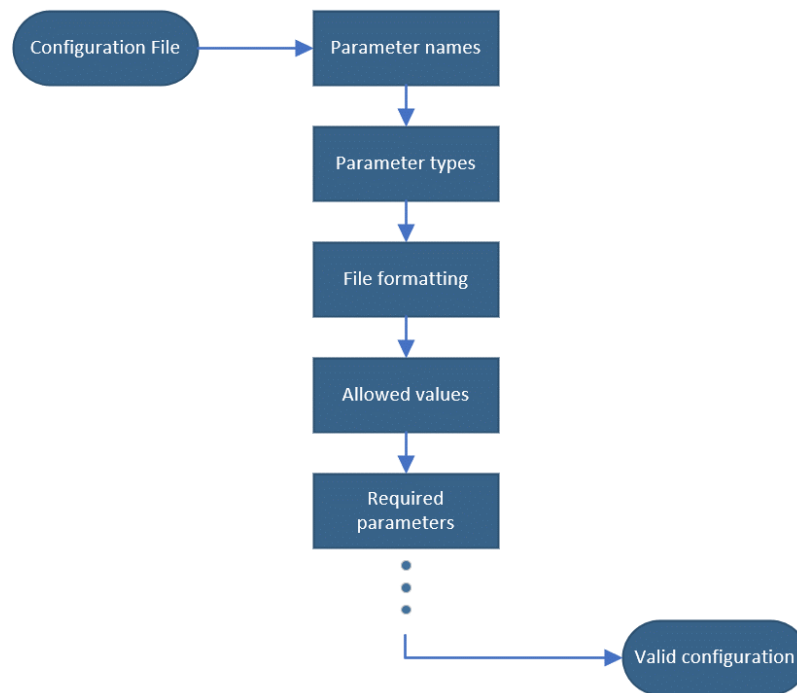 Configuration File
Parameter names
Parameter types
File formatting
Allowed values
Required
parameters
Valid configuration